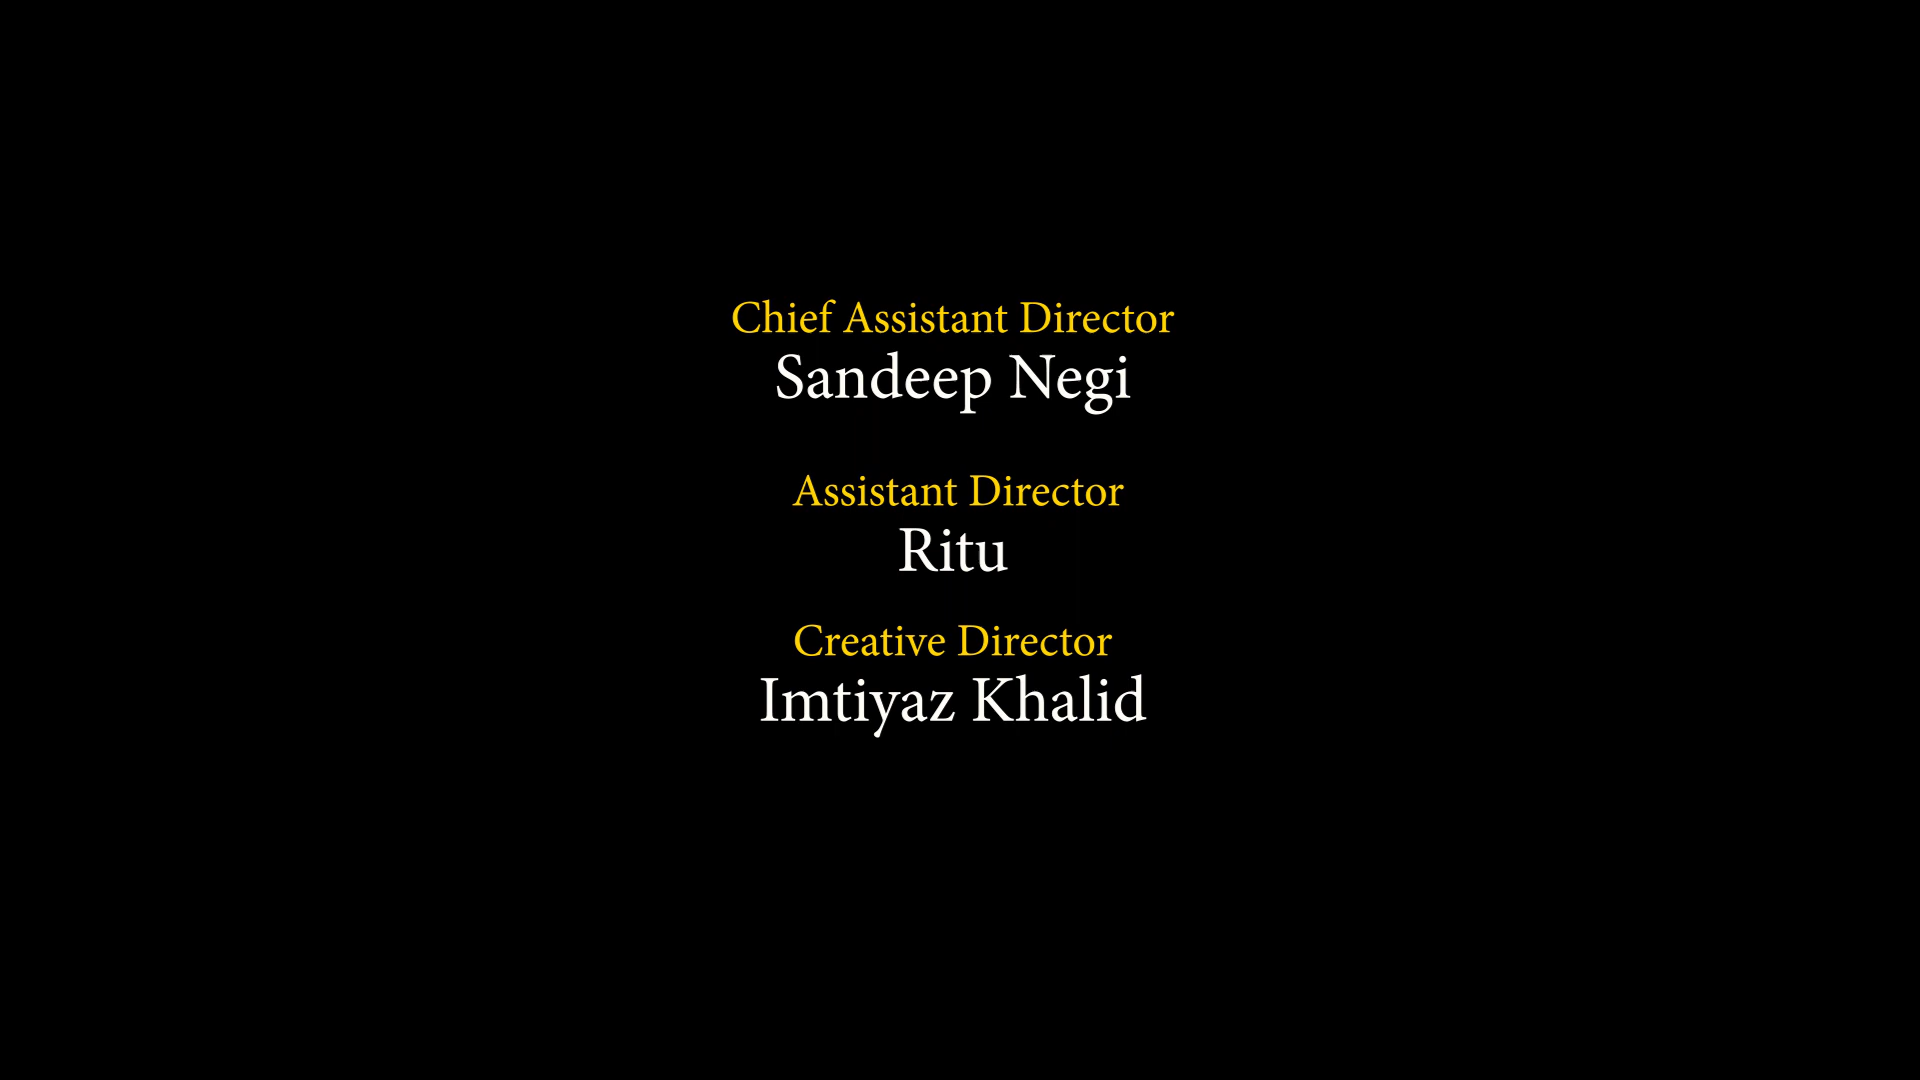 Chief Assistant Director
Sandeep Negi
Assistant Director
Ritu
Creative Director
Imtiyaz Khalid